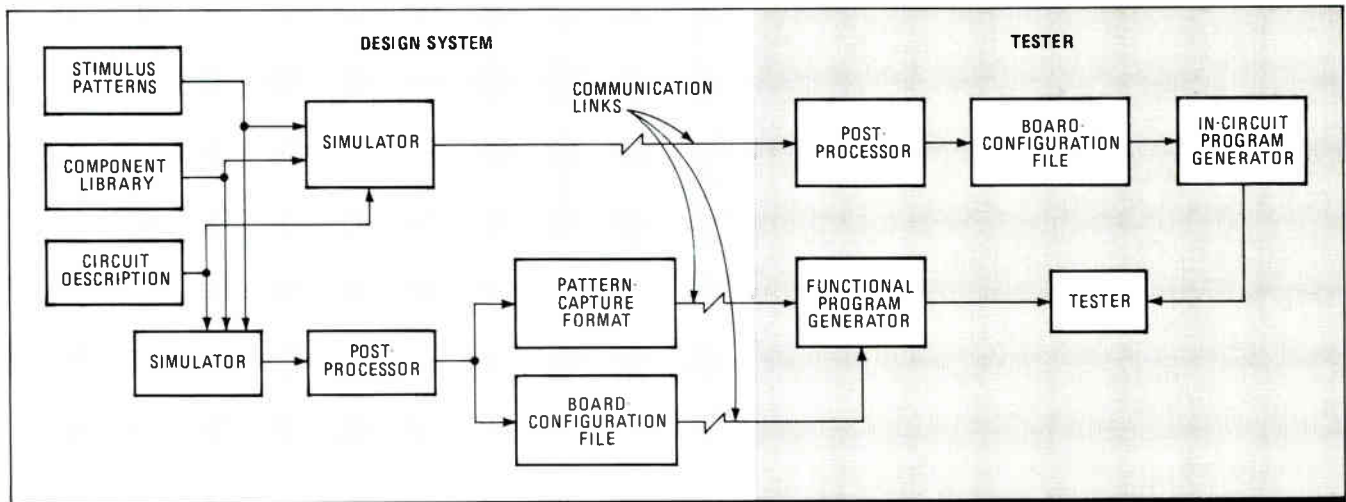 DESIGN SYSTEM
TESTER
STIMULUS
PATTERNS
COMPONENT
LIBRARY
CIRCUIT
DESCRIPTION
SIMULATOR
COMMUNICATION
LINKS
POST-
PROCESSOR
BOARD-
CONFIGURATION
FILE
IN-CIRCUIT
PROGRAM
GENERATOR
SIMULATOR
POST-
PROCESSOR
PATTERN-
CAPTURE
FORMAT
BOARD-
CONFIGURATION
FILE
FUNCTIONAL
PROGRAM
GENERATOR
TESTER